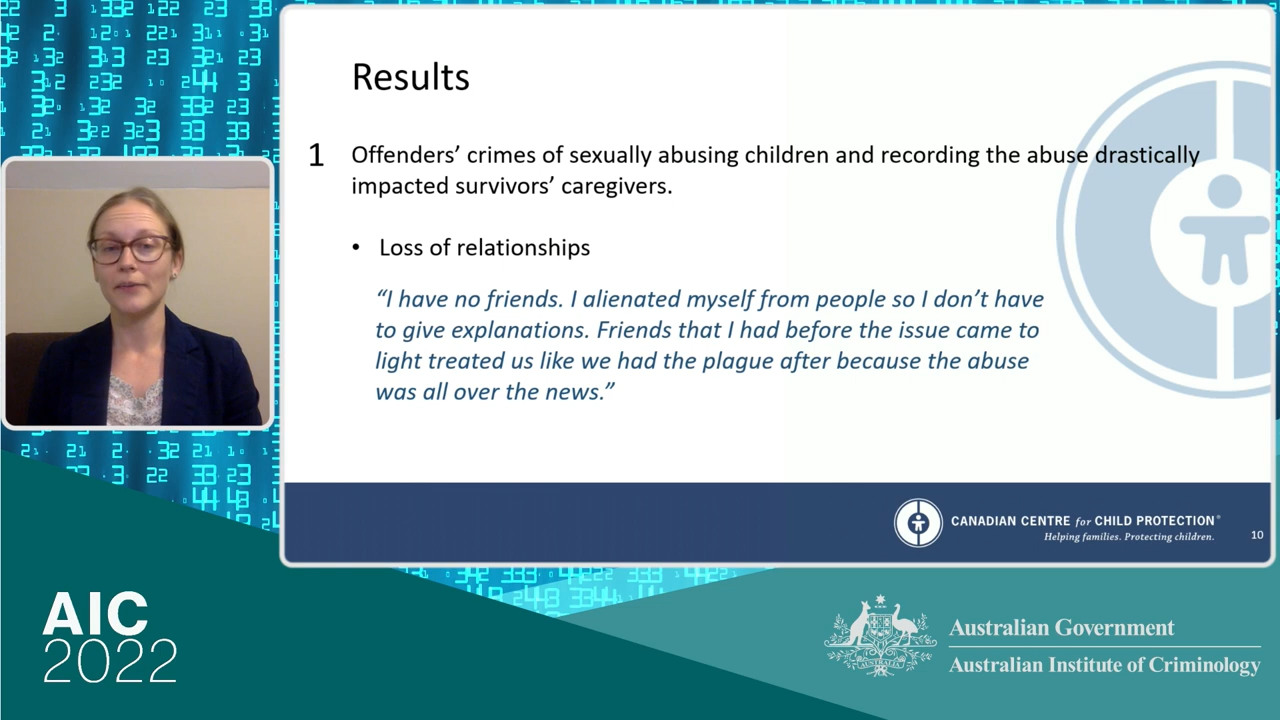 Results
1 Offenders’ crimes of sexually abusing children and recording the abuse drastically
impacted survivors’ caregivers.
• Loss of relationships
“I have no friends. I alienated myself from people so I don’t have
to give explanations. Friends that I had before the issue came to
light treated us like we had the plague after because the abuse
was all over the news.”
CANADIAN CENTRE for CHILD PROTECTION®
Helping families. Protecting children.
10
AIC
2022
AUSTRALIA
Australian Government
Australian Institute of Criminology